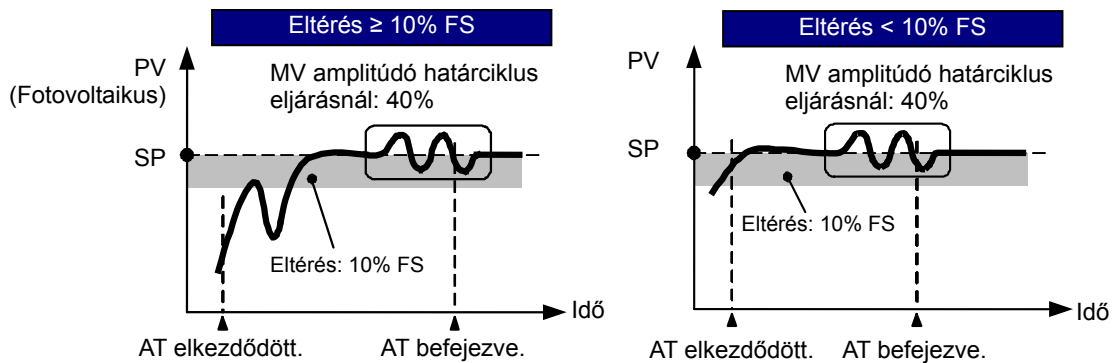 Eltérés ≥ 10% FS
PV
(Fotovoltaikus)
MV amplitúdó határciklus
eljárásnál: 40%
SP
Eltérés: 10% FS
Idő
AT elkezdődött.
AT befejezve.
Eltérés < 10% FS
PV
MV amplitúdó határciklus
eljárásnál: 40%
SP
Eltérés: 10% FS
Idő
AT elkezdődött.
AT befejezve.